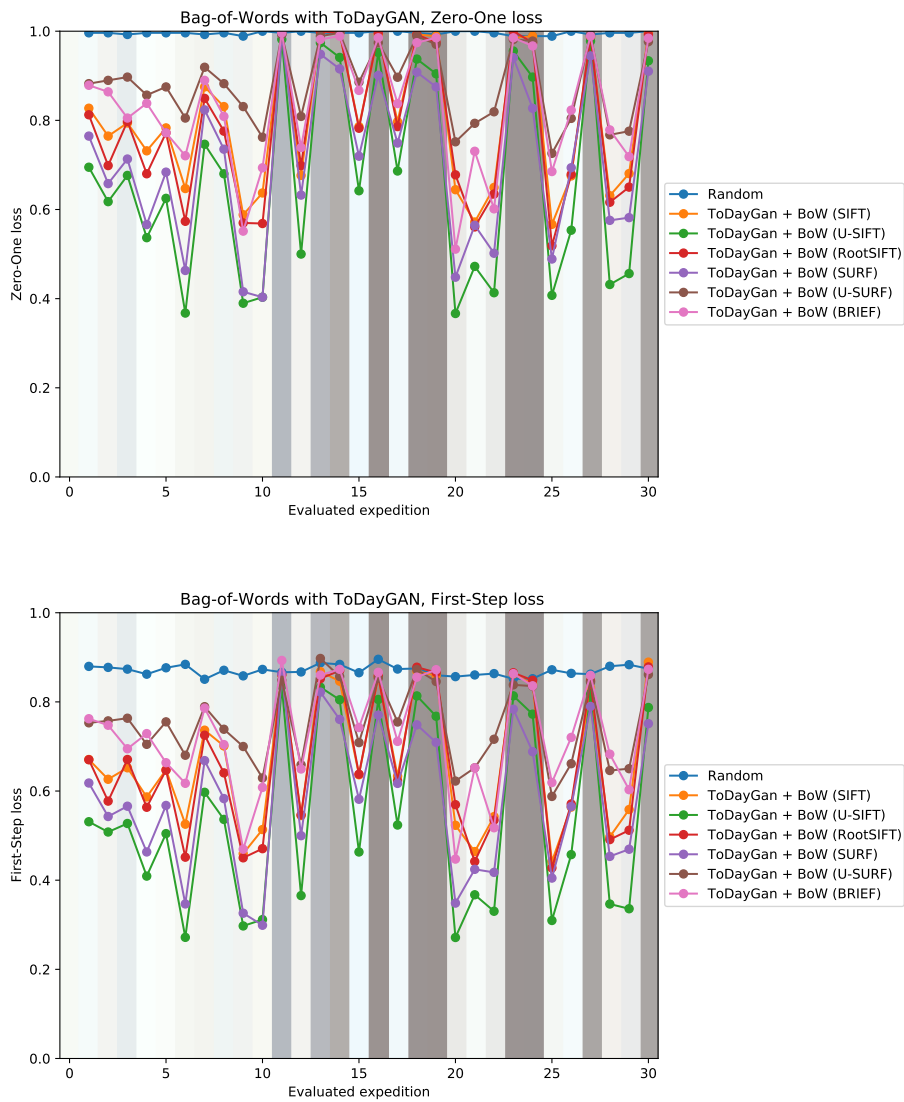 Bag-of-Words with ToDayGAN, Zero-One loss
1.0
0.8
0.6
0.4
0.2
0.0
Zero-One loss
0
5
10
15
20
25
30
Evaluated expedition
Random
ToDayGan + BoW (SIFT)
ToDayGan + BoW (U-SIFT)
ToDayGan + BoW (RootSIFT)
ToDayGan + BoW (SURF)
ToDayGan + BoW (U-SURF)
ToDayGan + BoW (BRIEF)
Bag-of-Words with ToDayGAN, First-Step loss
1.0
0.8
0.6
0.4
0.2
0.0
First-Step loss
0
5
10
15
20
25
30
Evaluated expedition
Random
ToDayGan + BoW (SIFT)
ToDayGan + BoW (U-SIFT)
ToDayGan + BoW (RootSIFT)
ToDayGan + BoW (SURF)
ToDayGan + BoW (U-SURF)
ToDayGan + BoW (BRIEF)